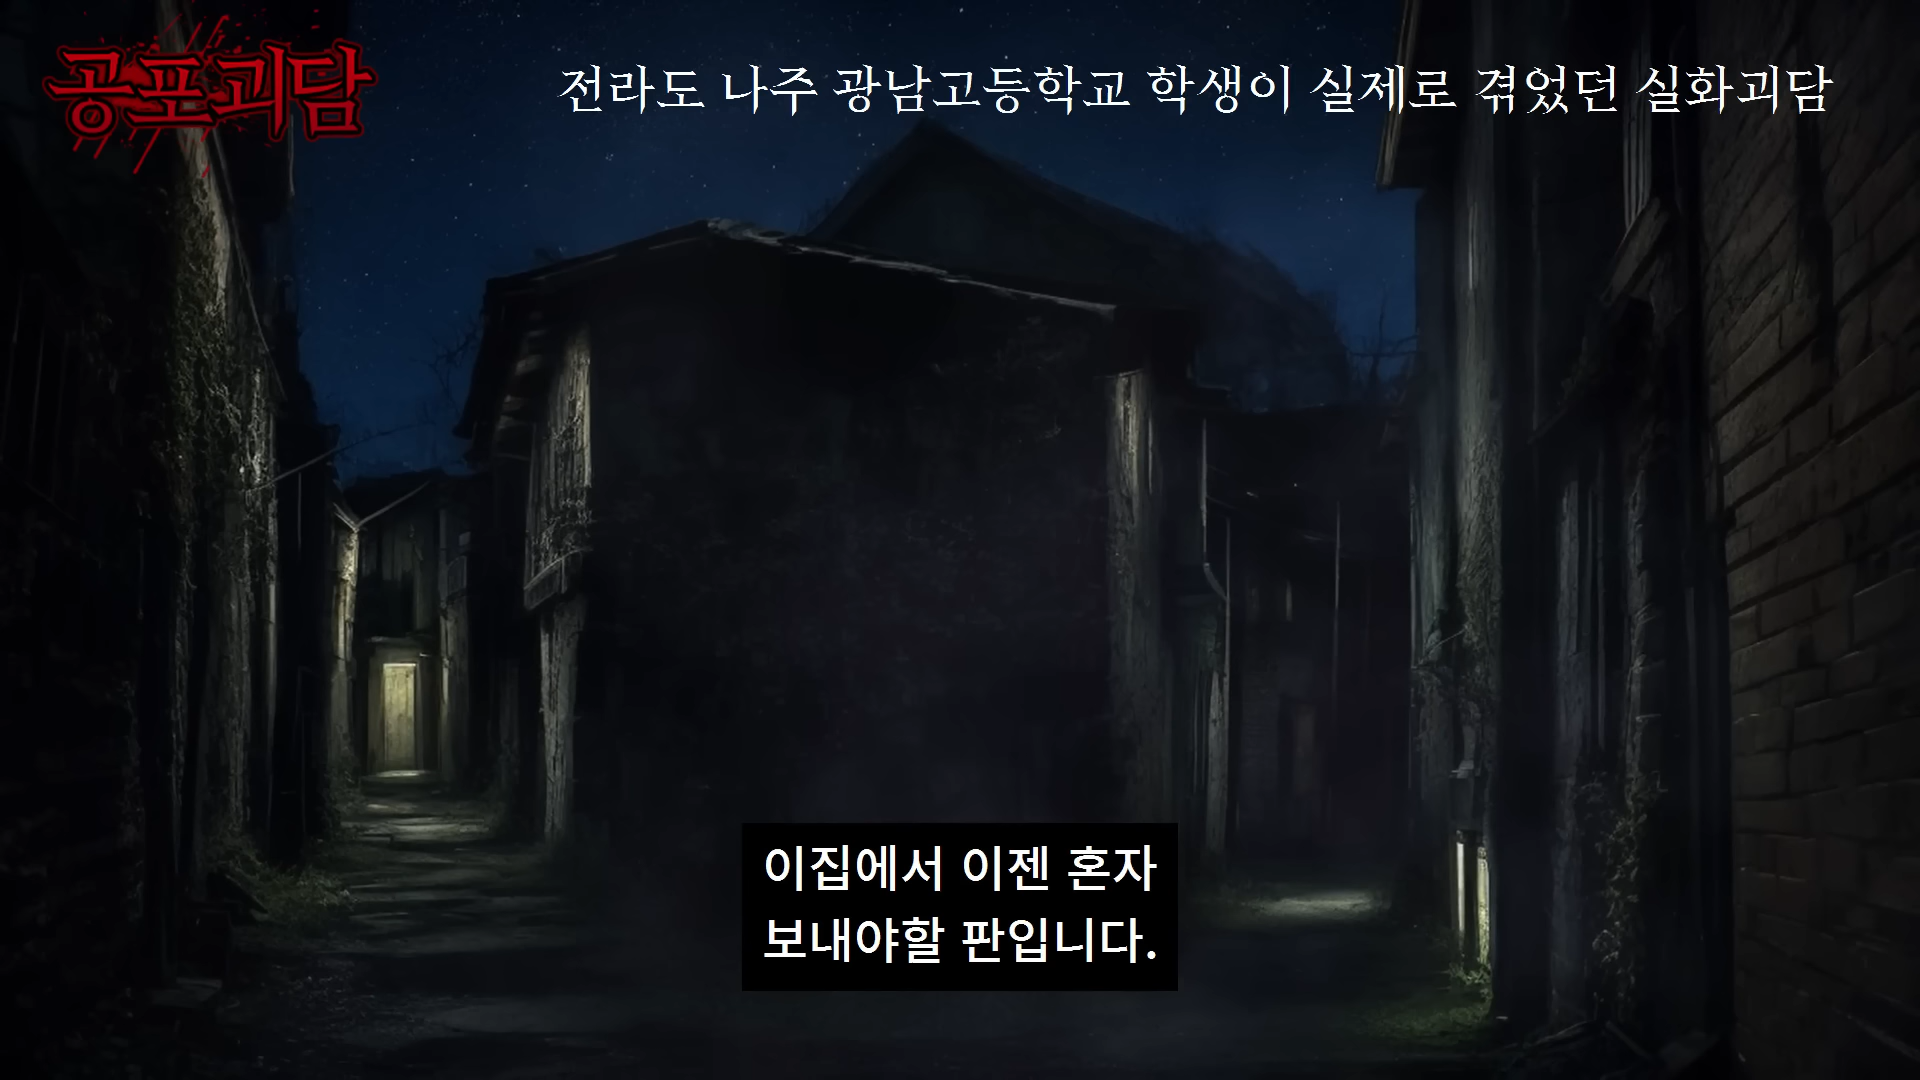 공포괴담
전라도 나주 광남고등학교 학생이 실제로 겪었던 실화괴담
이집에서 이젠 혼자
보내야할 판입니다.